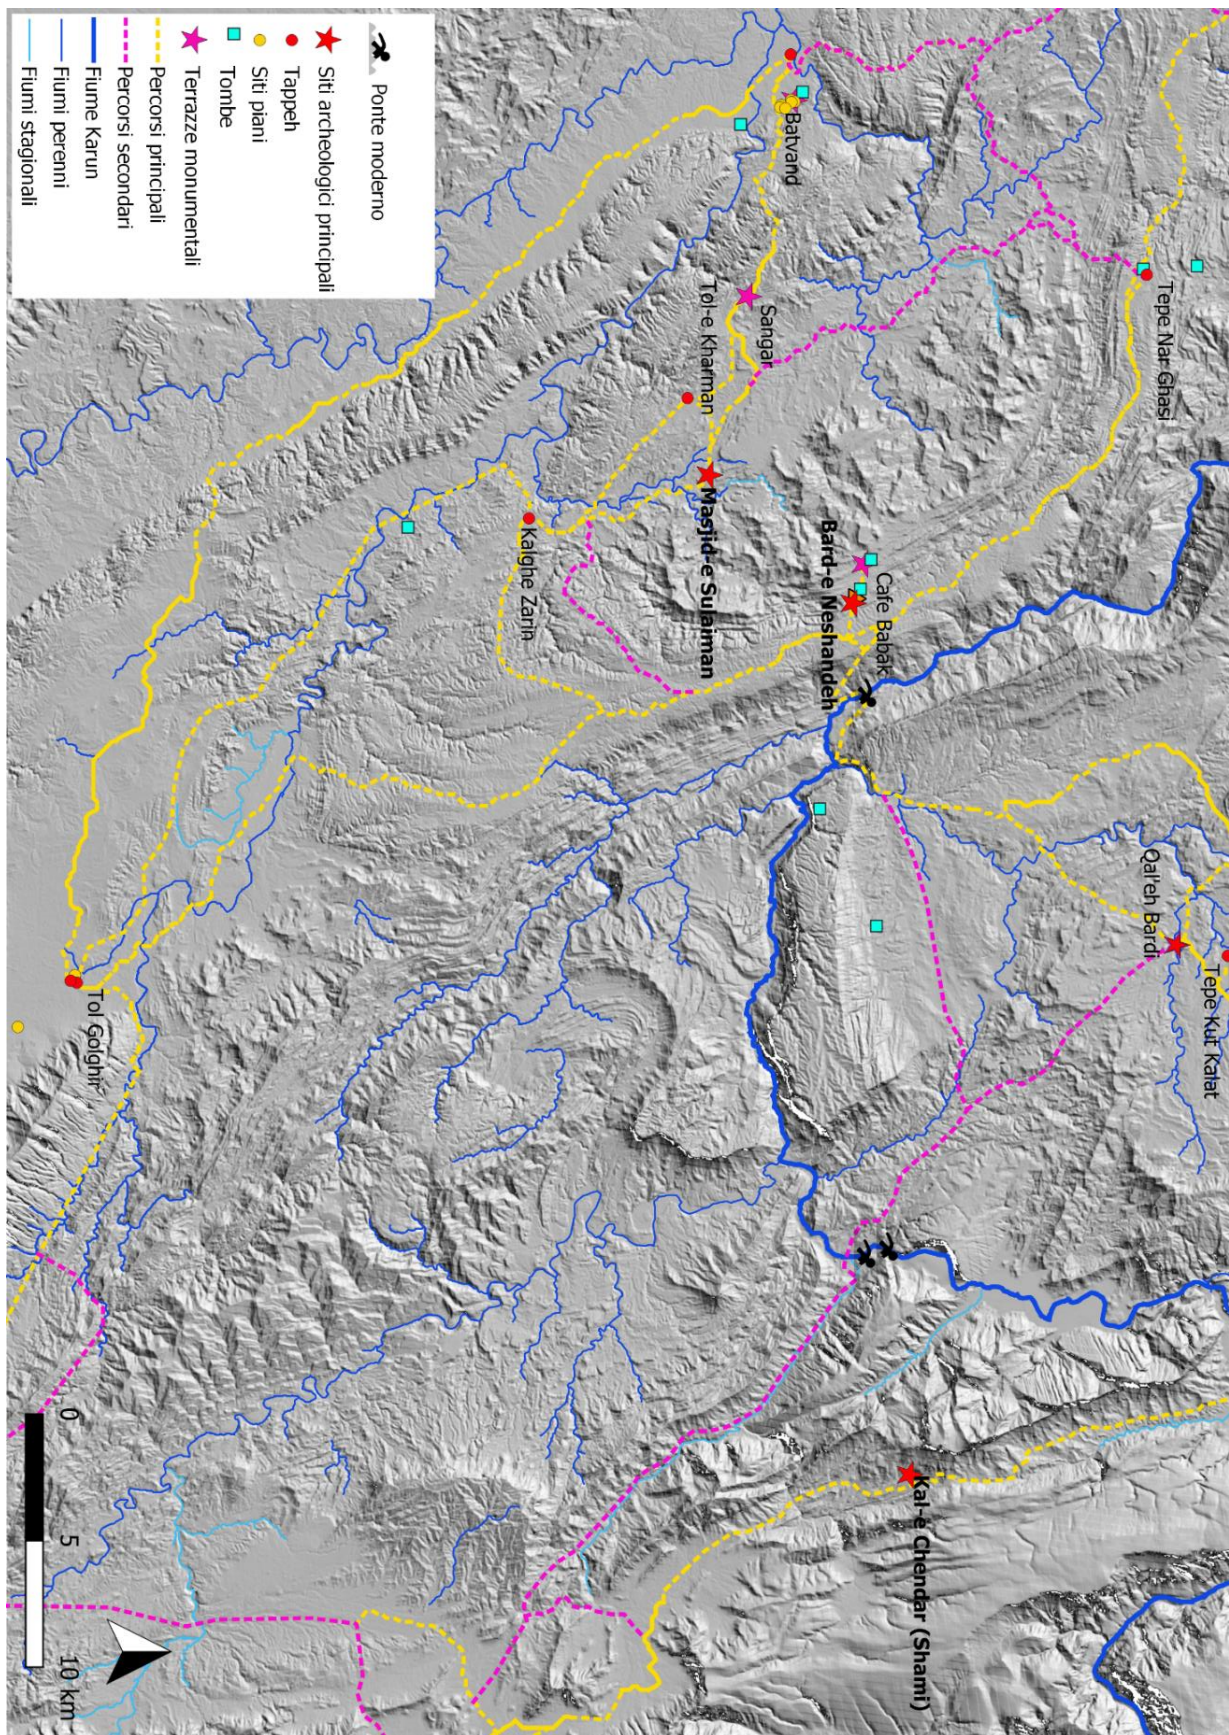 Ponte moderno
Siti archeologici principali
Tappeh
Siti piani
Tombe
Terrazze monumentali
Percorsi principali
Percorsi secondari
Fiume Karun
Fiumi perenni
Fiumi stagionali
Tepe Nar Ghasi
Qal'eh Bardi
Tepe Kut Kalat
Batvand
Sangar
Cafe Babak
Bard-e Neshandeh
Kal-e Chendar (Shami)
Tol-e Kharman
Masjid-e Sulaiman
Kalghe Zarin
Tol Golghir
0 5 10 km